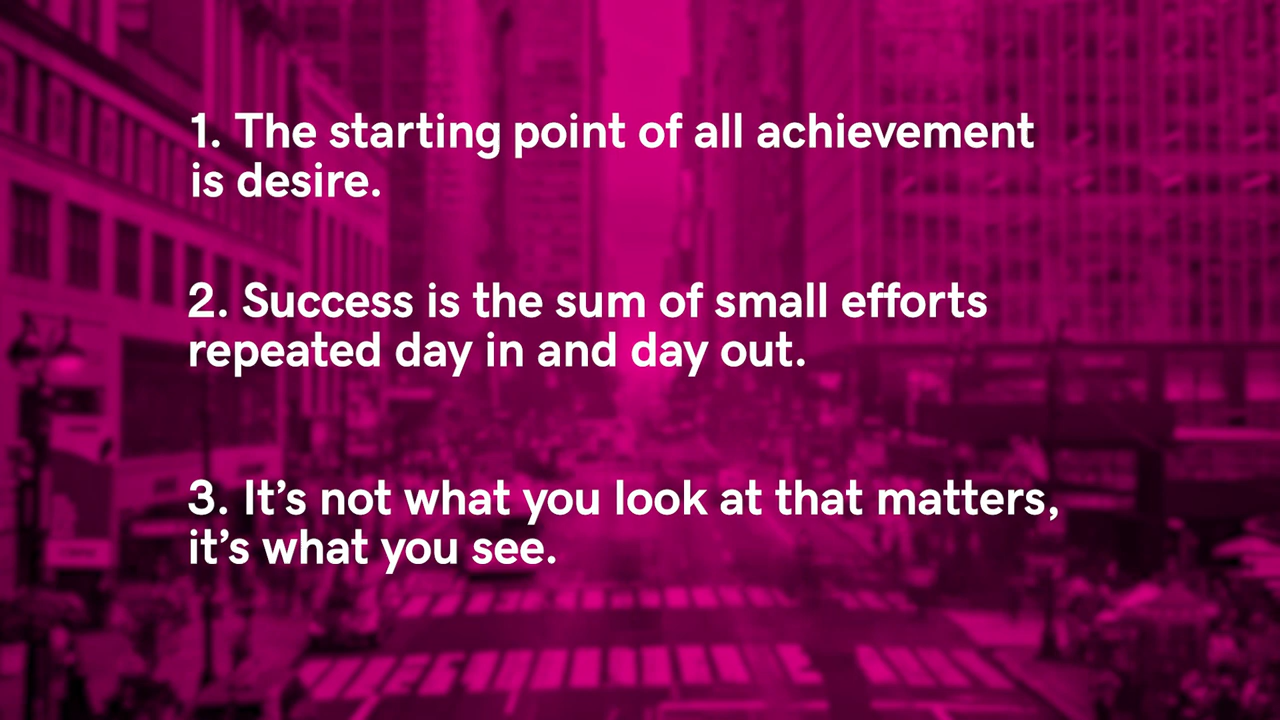 1. The starting point of all achievement
is desire.
2. Success is the sum of small efforts
repeated day in and day out.
3. It’s not what you look at that matters,
it’s what you see.